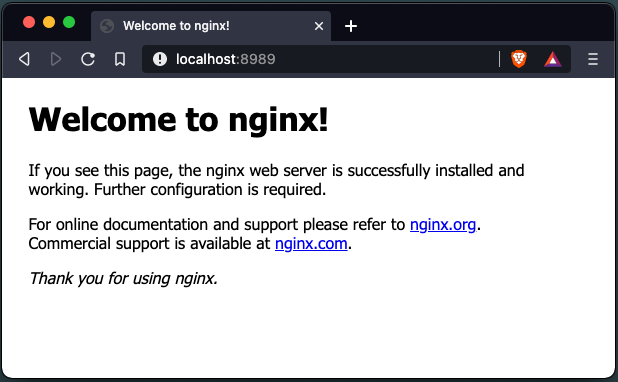 Welcome to nginx!
localhost:8989
Welcome to nginx!
If you see this page, the nginx web server is successfully installed and
working. Further configuration is required.
For online documentation and support please refer to nginx.org.
Commercial support is available at nginx.com.
Thank you for using nginx.